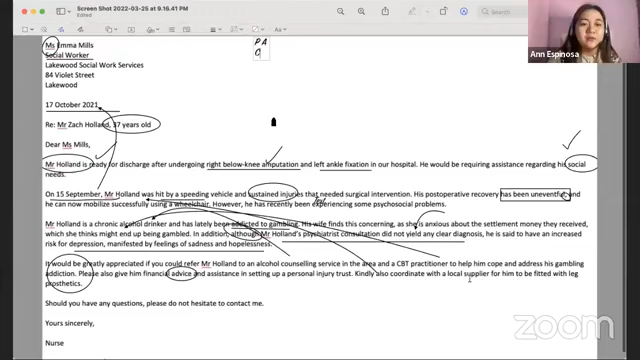 Screen Shot 2022-03-25 at 9.16.41 PM
Edited
Ann Espinosa
P A
Ms Emma Mills
Social Worker
Lakewood Social Work Services
84 Violet Street
Lakewood
17 October 2021
Re: Mr Zach Holland, 37 years old
Dear Ms Mills,
Mr Holland is ready for discharge after undergoing right below-knee amputation and left ankle fixation in our hospital. He would be requiring assistance regarding his social
needs.
On 15 September, Mr Holland was hit by a speeding vehicle and sustained injuries that needed surgical intervention. His postoperative recovery has been uneventful, and
he can now mobilize successfully using a wheelchair. However, he has recently been experiencing some psychosocial problems.
Mr Holland is a chronic alcohol drinker and has lately been addicted to gambling. His wife finds this concerning, as she is anxious about the settlement money they received,
which she thinks might end up being gambled. In addition, although Mr Holland's psychiatrist consultation did not yield any clear diagnosis, he is said to have an increased
risk for depression, manifested by feelings of sadness and hopelessness.
It would be greatly appreciated if you could refer Mr Holland to an alcohol counselling service in the area and a CBT practitioner to help him cope and address his gambling
addiction. Please also give him financial advice and assistance in setting up a personal injury trust. Kindly also coordinate with a local supplier for him to be fitted with leg
prosthetics.
Should you have any questions, please do not hesitate to contact me.
Yours sincerely,
Nurse
zoom